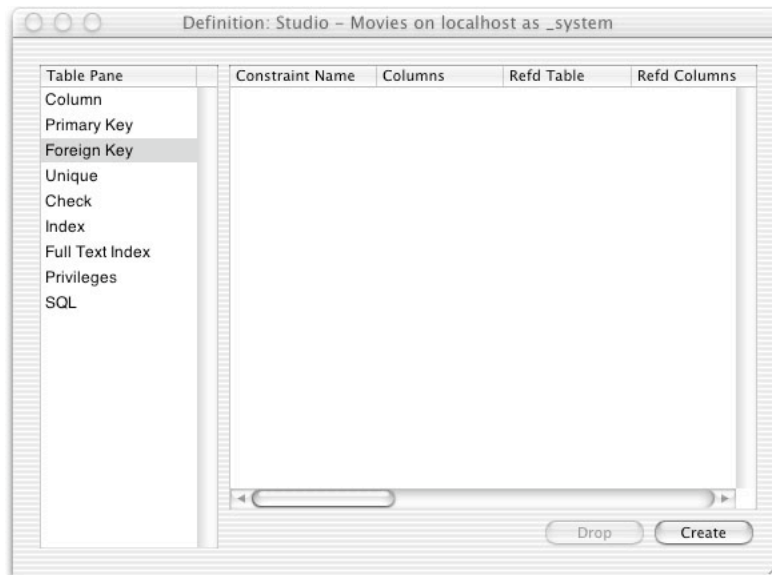 Definition: Studio – Movies on localhost as _system
Table Pane
Column
Primary Key
Foreign Key
Unique
Check
Index
Full Text Index
Privileges
SQL
Constraint Name Columns Refd Table Refd Columns
Drop Create